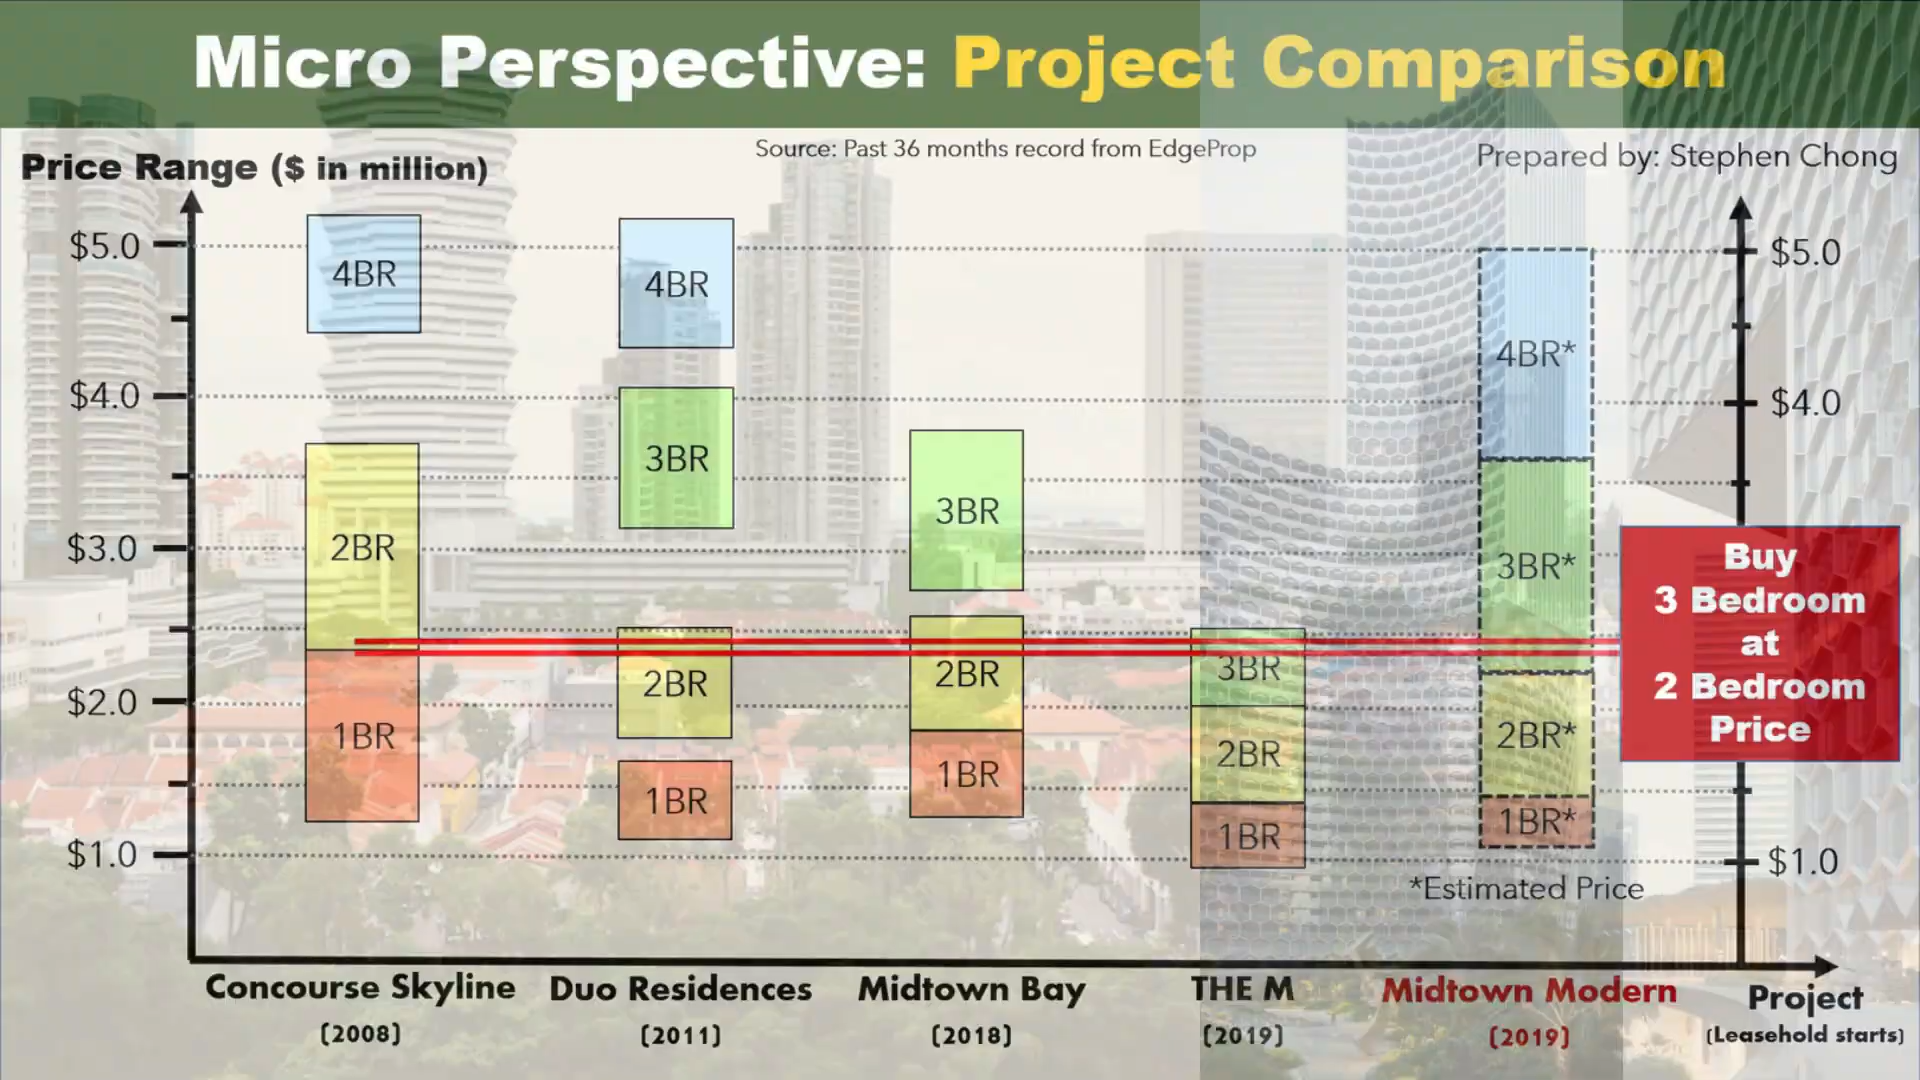 Micro Perspective: Project Comparison
Source: Past 36 months record from EdgeProp
Prepared by: Stephen Chong
Price Range ($ in million)
$5.0
$4.0
$3.0
$2.0
$1.0
4BR
2BR
1BR
4BR
3BR
2BR
1BR
3BR
2BR
1BR
3BR
2BR
1BR
4BR*
3BR*
2BR*
1BR*
*Estimated Price
$5.0
$4.0
$1.0
Buy
3 Bedroom
at
2 Bedroom
Price
Concourse Skyline
(2008)
Duo Residences
(2011)
Midtown Bay
(2018)
THE M
(2019)
Midtown Modern
(2019)
Project
(Leasehold starts)